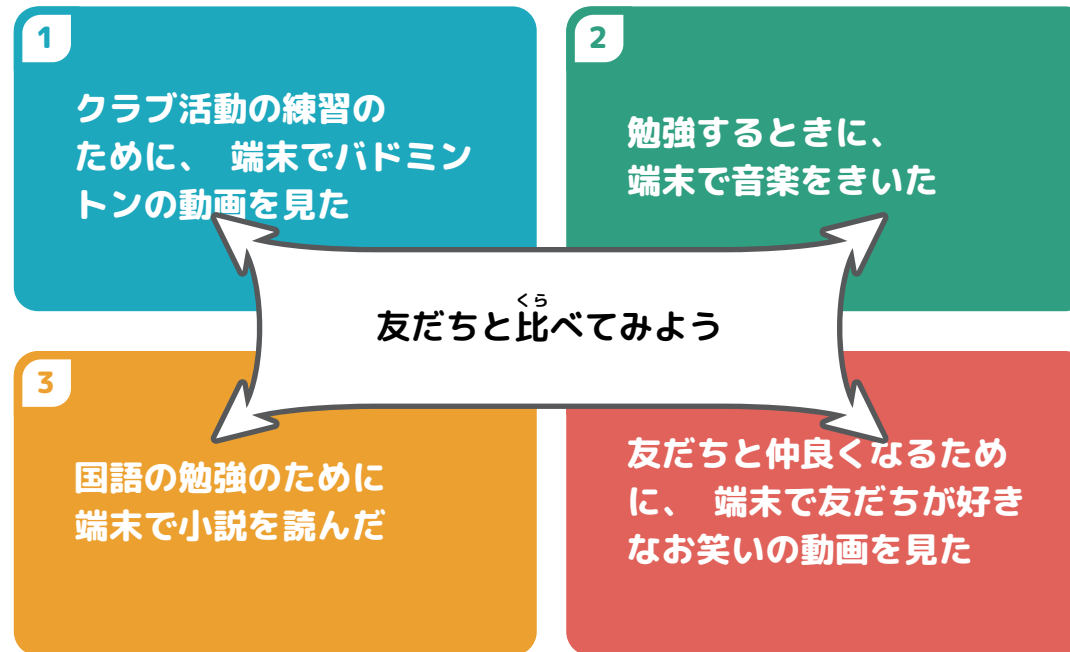 1
クラブ活動の練習の
ために、 端末でバドミン
トンの動画を見た
2
勉強するときに、
端末で音楽をきいた
くら
友だちと比べてみよう
3
国語の勉強のために
端末で小説を読んだ
友だちと仲良くなるため
に、 端末で友だちが好き
なお笑いの動画を見た